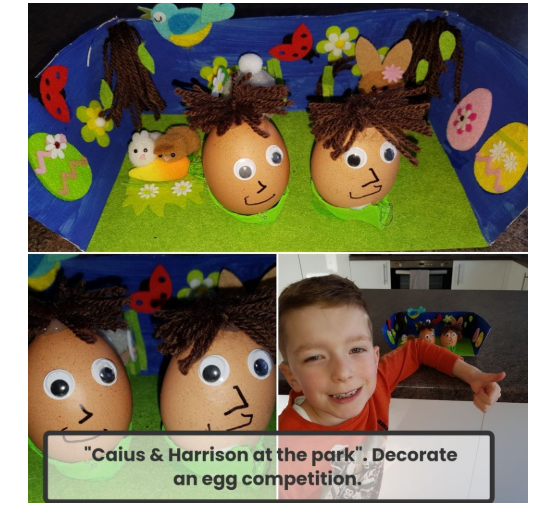 "Caius & Harrison at the park". Decorate
an egg competition.